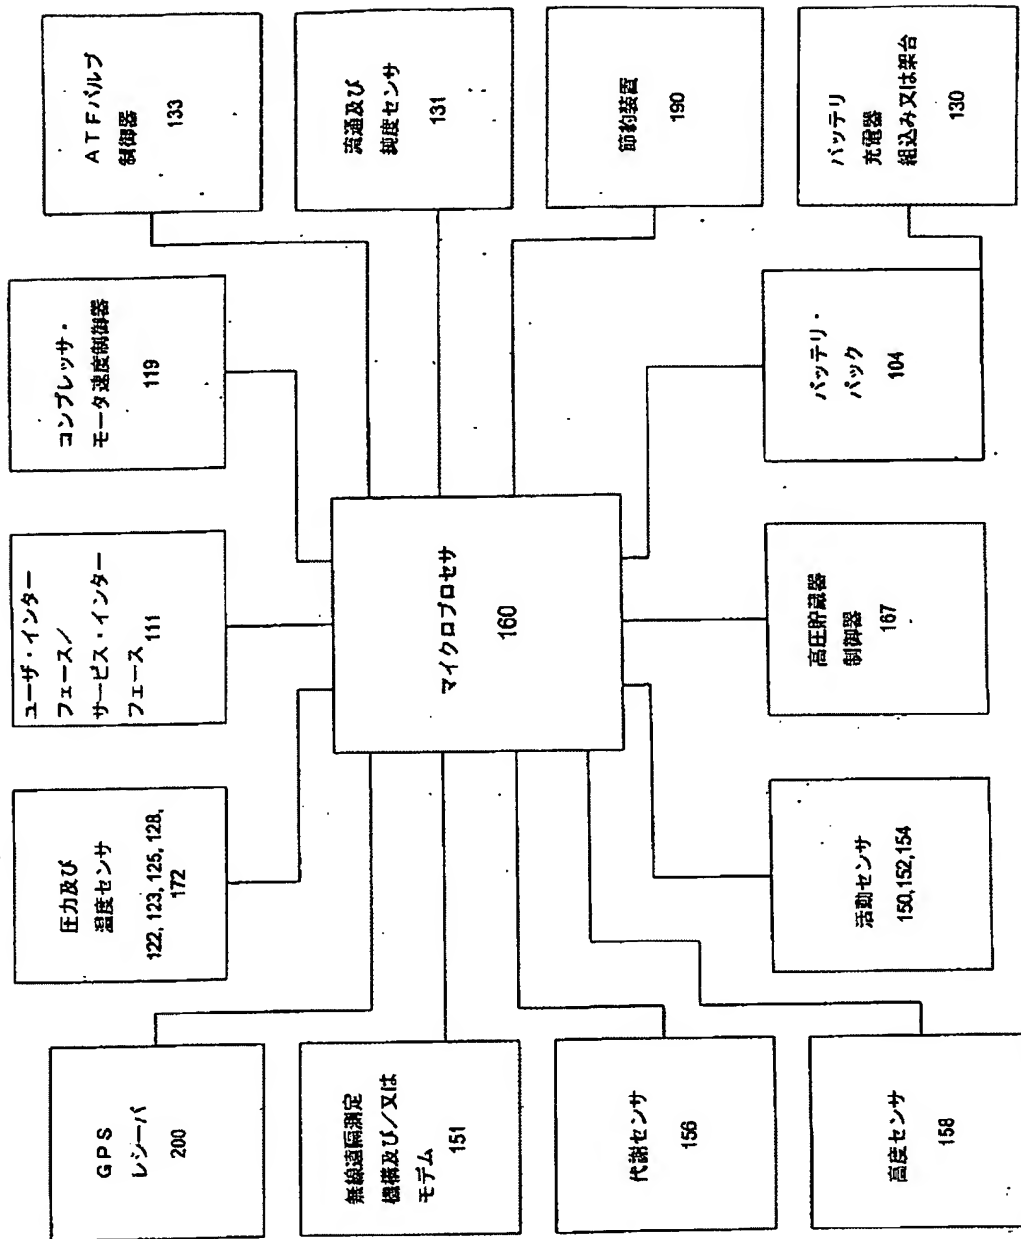 GPS
レシーバ
200
圧力及び
温度センサ
122, 123, 125, 128,
172
ユーザ・インター
フェース/
サービス・インター
フェース 111
コンプレッサ・
モータ速度制御器
119
ATFバルブ
制御器
133
無線遠隔測定
機構及び/又は
モデム
151
マイクロプロセサ
160
流通及び
純度センサ
131
代謝センサ
156
節約装置
190
高度センサ
158
活動センサ
150,152,154
高圧貯蔵器
制御器
167
バッテリ・
パック
104
バッテリ
充電器
組込み又は架台
130